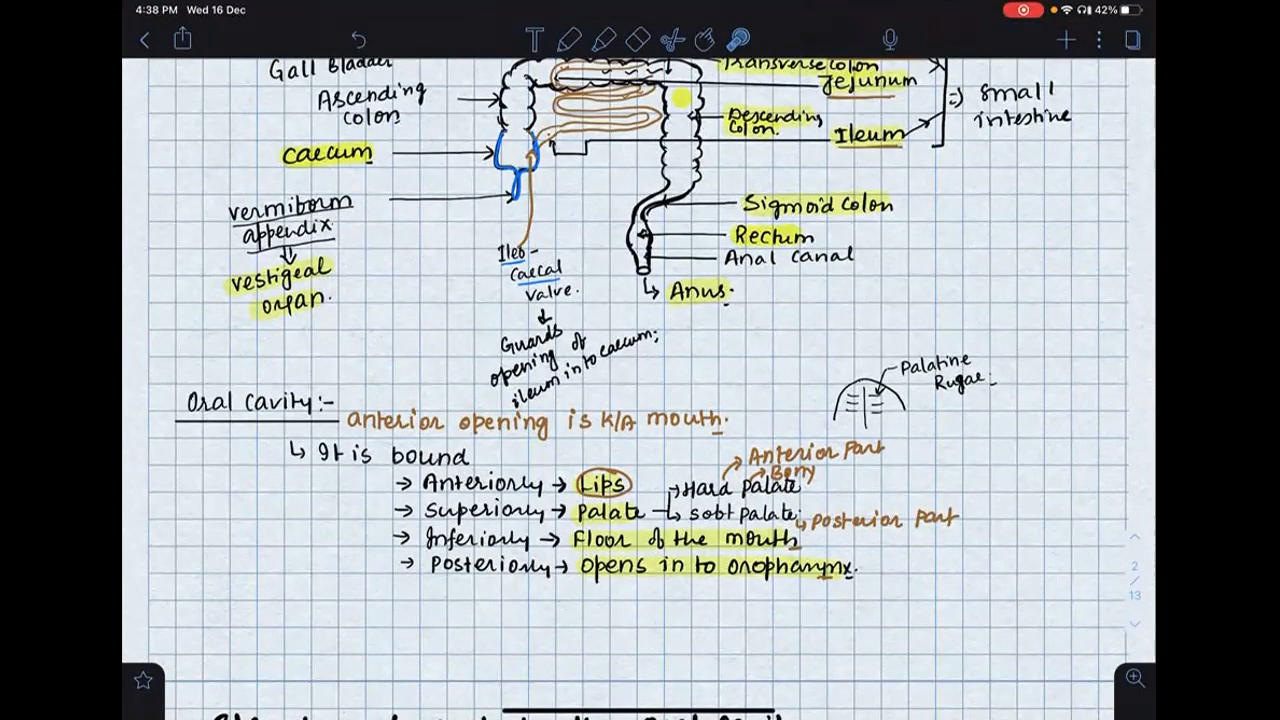 4:38 PM Wed 16 Dec
42%
T
Gall Bladder
Ascending
colon
Caecum
vermiform
appendix
vestigeal
organ.
Ileo -
Caecal
valve.
Guards
opening of
ileum into caecum;
Transverse colon
Jejunum
Descending
Colon.
Ileum
=) Small
intestine
Sigmoid colon
Rectum
Anal canal
Anus.
Palatine
Rugae
Oral cavity:- anterior opening is K/A mouth.
↳ It is bound
→ Anteriorly → Lips
→ Superiorly → Palate
→ Hard palate
Anterior Part
→ Bony
↳ soft palate
↳ Posterior part
→ Inferiorly → Floor of the mouth
→ Posteriorly → Opens in to oropharynx.
2
/
13